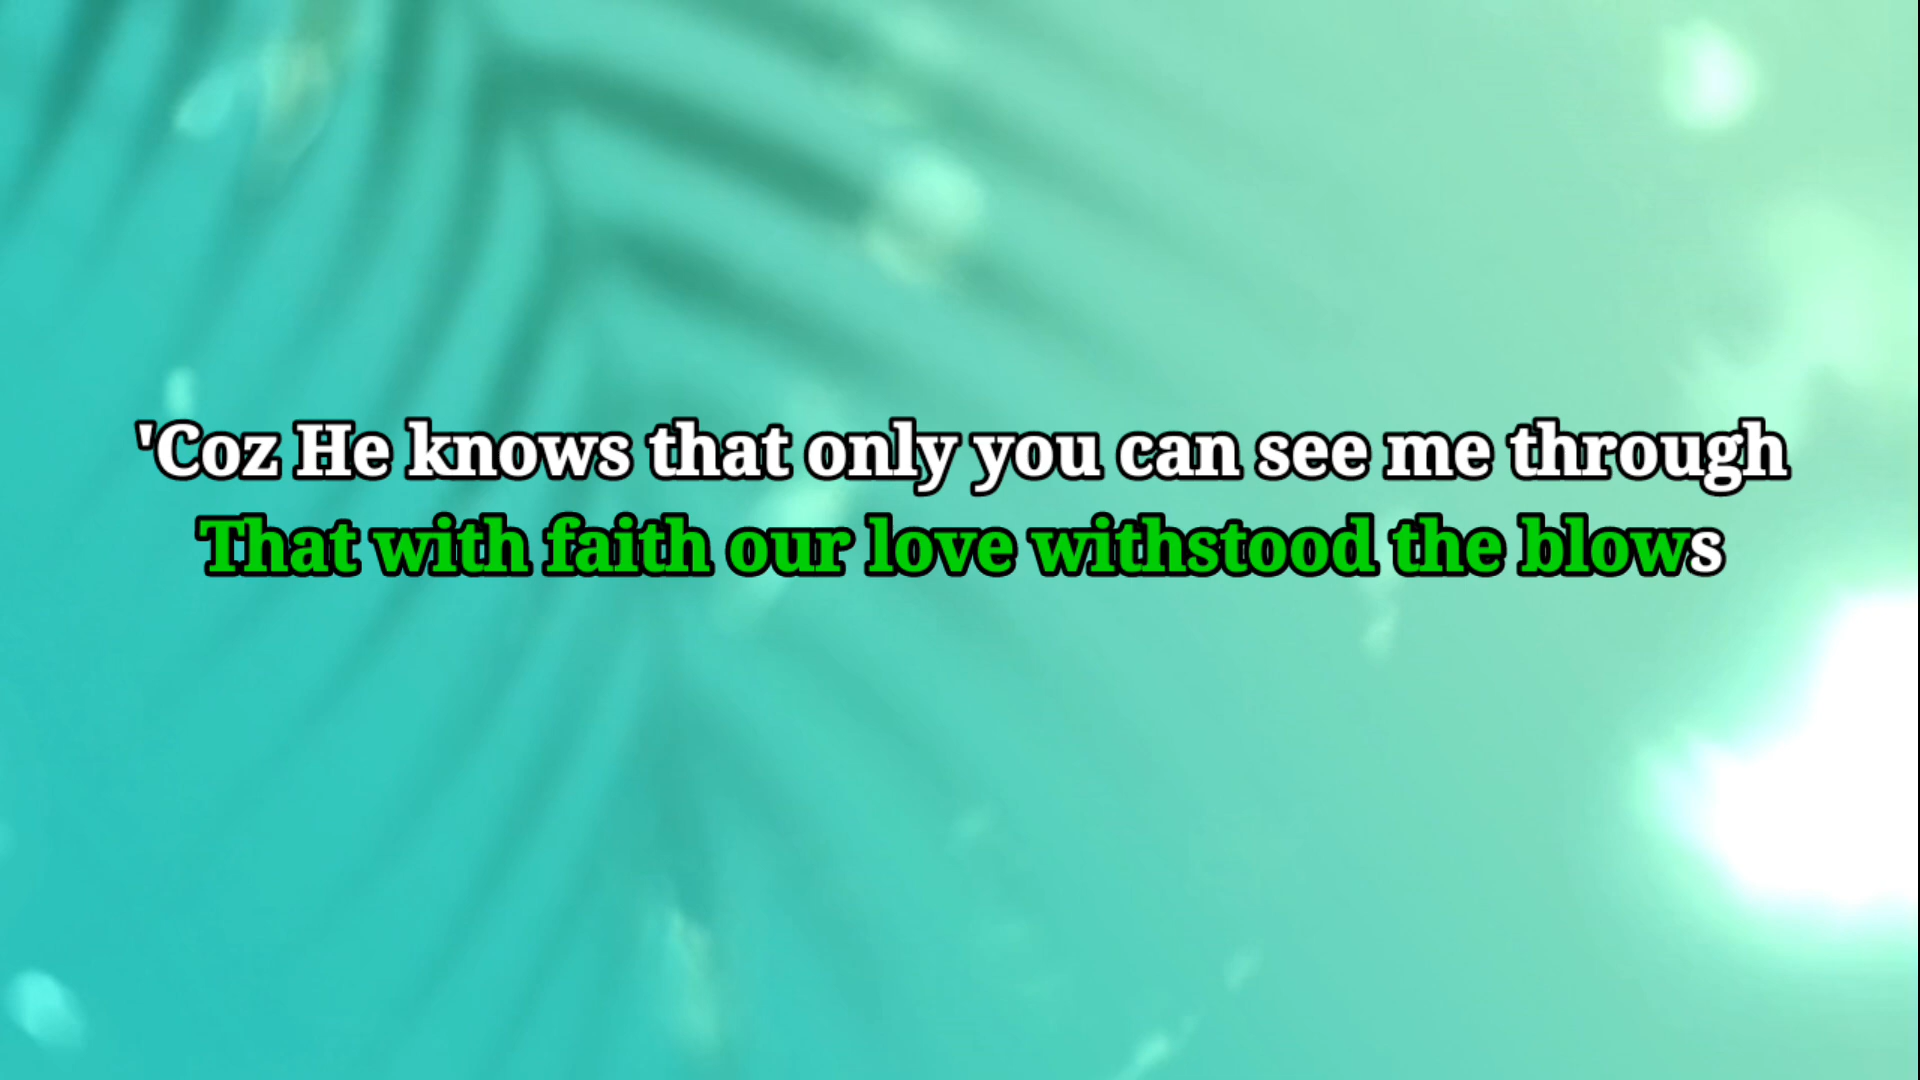 'Coz He knows that only you can see me through
That with faith our love withstood the blows